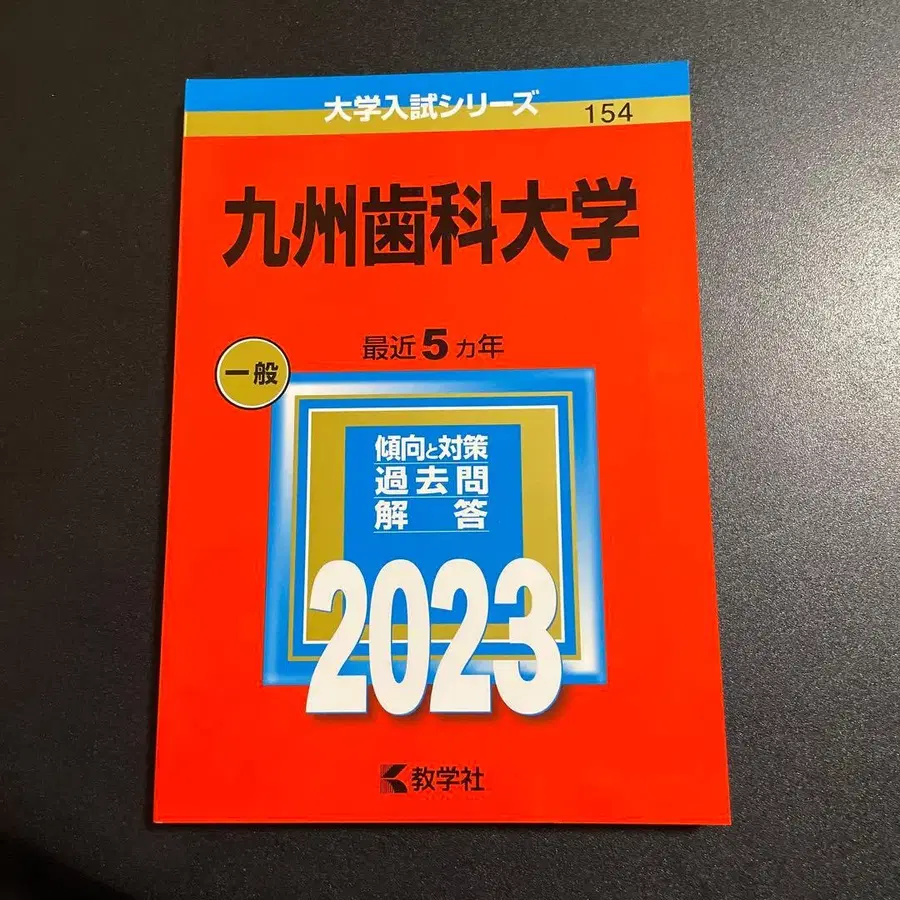 大学入試シリーズ
154
九州歯科大学
最近5カ年
一般
傾向と対策
過去問
解答
2023
教学社